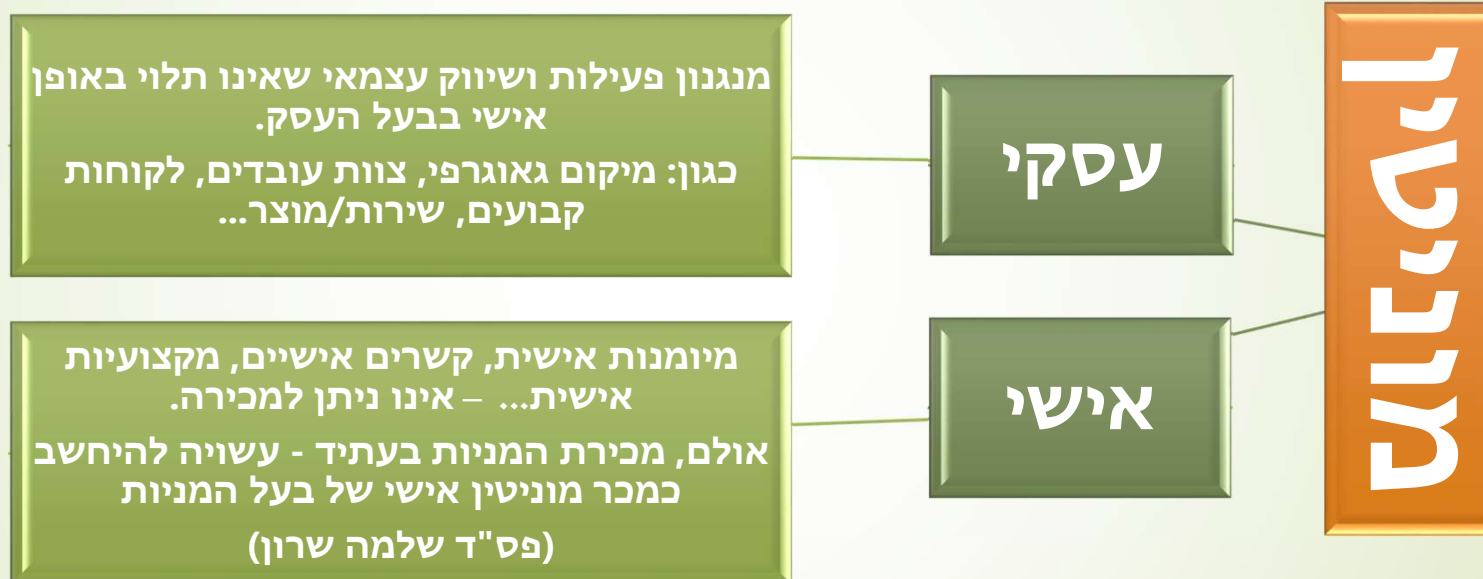 מוניטין
עסקי
מנגנון פעילות ושיווק עצמאי שאינו תלוי באופן
אישי בבעל העסק.
כגון: מיקום גאוגרפי, צוות עובדים, לקוחות
קבועים, שירות/מוצר...
אישי
מיומנות אישית, קשרים אישיים, מקצועיות
אישית... – אינו ניתן למכירה.
אולם, מכירת המניות בעתיד - עשויה להיחשב
כמכר מוניטין אישי של בעל המניות
(פס"ד שלמה שרון)